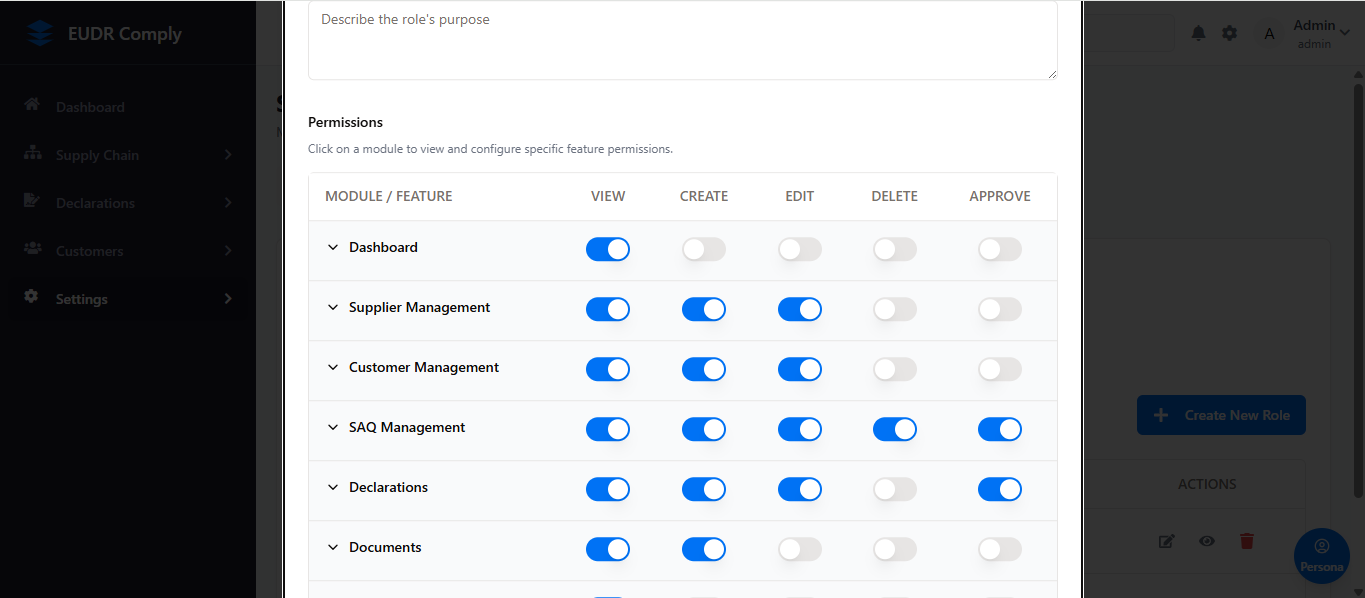 Describe the role's purpose
EUDR Comply
Admin
A
admin
Dashboard
Supply Chain
Declarations
Customers
Settings
Permissions
Click on a module to view and configure specific feature permissions.
MODULE / FEATURE VIEW CREATE EDIT DELETE APPROVE
Dashboard
Supplier Management
Customer Management
SAQ Management
Declarations
Documents
Create New Role
ACTIONS
Persona